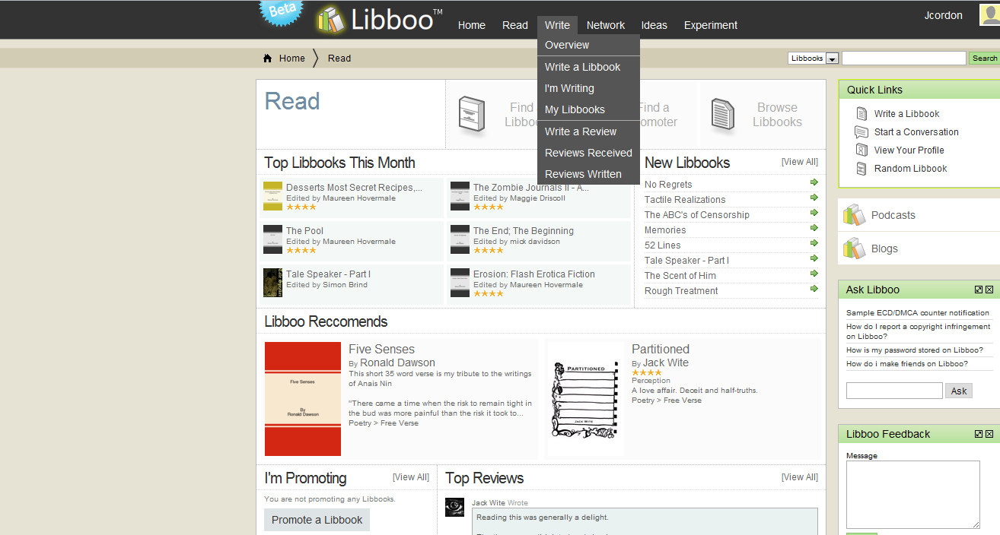 Beta
Libboo™
Home
Read
Write
Network
Ideas
Experiment
Jcordon
Overview
Write a Libbook
I'm Writing
My Libbooks
Write a Review
Reviews Received
Reviews Written
Home
Read
Libbooks
Search
Read
Find
Libboo
ind a
omoter
Browse
Libbooks
Top Libbooks This Month
Desserts Most Secret Recipes,...
Edited by Maureen Hovermale
The Zombie Journals II - A...
Edited by Maggie Driscoll
The Pool
Edited by Maureen Hovermale
The End; The Beginning
Edited by mick davidson
Tale Speaker - Part I
Edited by Simon Brind
Erosion: Flash Erotica Fiction
Edited by Maureen Hovermale
New Libbooks
[View All]
No Regrets
Tactile Realizations
The ABC's of Censorship
Memories
52 Lines
Tale Speaker - Part I
The Scent of Him
Rough Treatment
Libboo Reccomends
Five Senses
By
Ronald Dawson
Five Senses
By Ronald Dawson
This short 35 word verse is my tribute to the writings
of Anais Nin
"There came a time when the risk to remain tight in
the bud was more painful than the risk it took to...
Poetry > Free Verse
PARTITIONED
JACK WITE
Partitioned
By Jack Wite
Perception
A love affair. Deceit and half-truths.
Poetry > Free Verse
I'm Promoting
[View All]
You are not promoting any Libbooks.
Promote a Libbook
Top Reviews
[View All]
Jack Wite Wrote
Reading this was generally a delight.
Quick Links
Write a Libbook
Start a Conversation
View Your Profile
Random Libbook
Podcasts
Blogs
Ask Libboo
Sample ECD/DMCA counter notification
How do I report a copyright infringement
on Libboo?
How is my password stored on Libboo?
How do i make friends on Libboo?
Ask
Libboo Feedback
Message